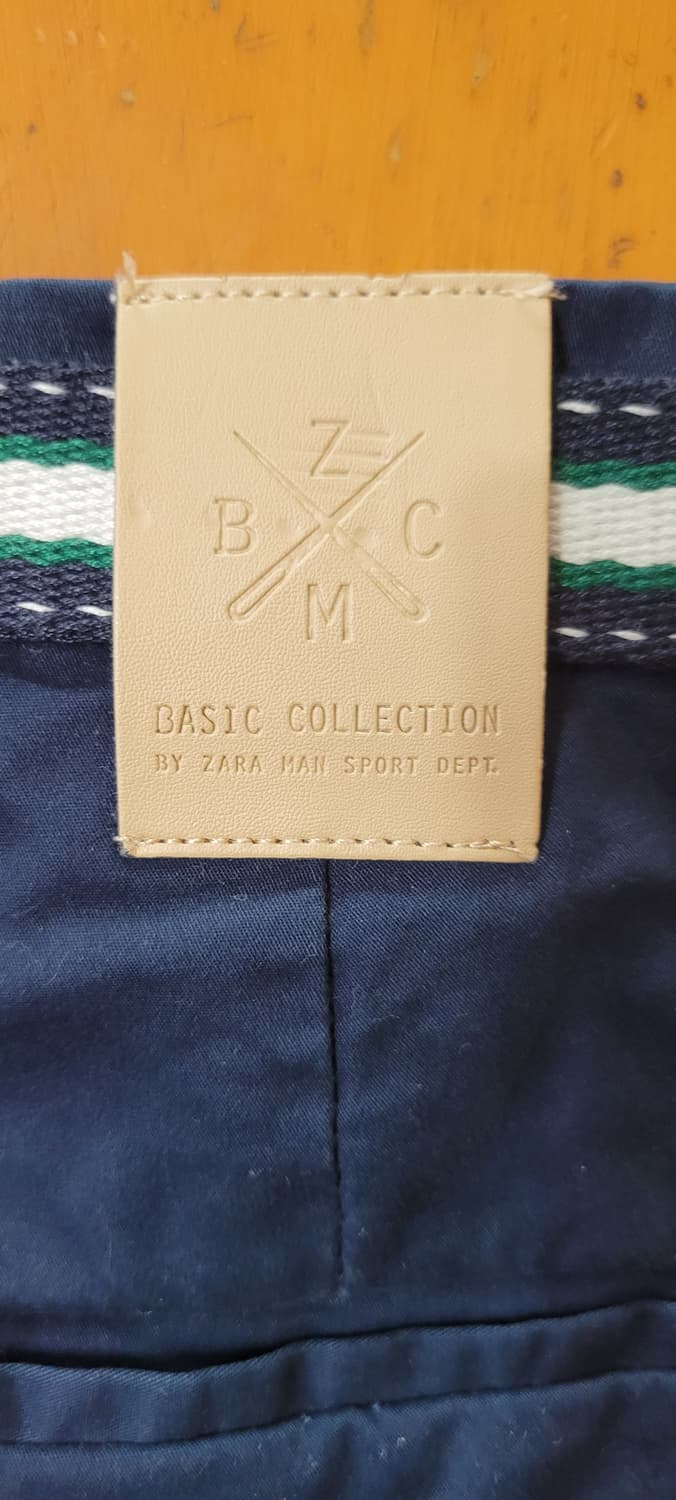 Z
B C
M
BASIC COLLECTION
BY ZARA MAN SPORT DEPT.